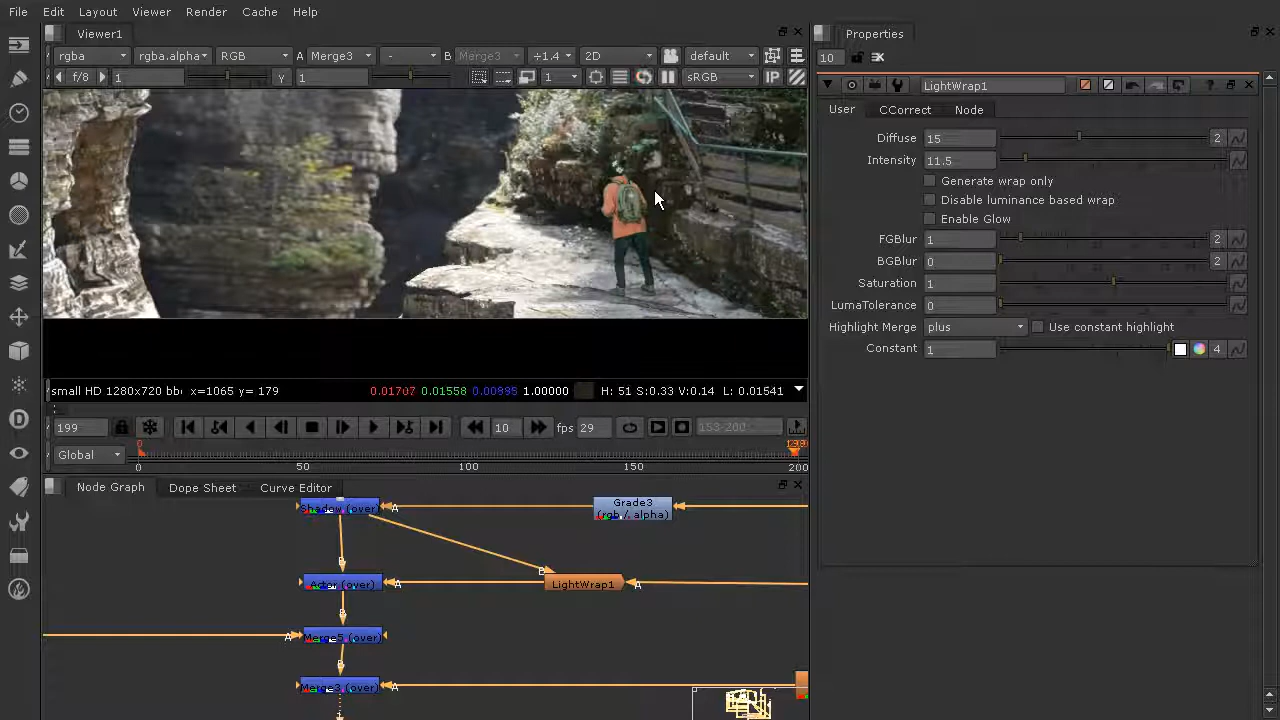 File Edit Layout Viewer Render Cache Help
Viewer1
rgba rgba.alpha RGB A Merge3 - B Merge3 ÷1.4 2D default
f/8 1 Y 1 1 sRGB IP
small HD 1280x720 bb x=1065 y= 179 0.01707 0.01558 0.00885 1.00000 H: 51 S:0.33 V:0.14 L: 0.01541
199 10 fps 29 153-200
Global 0 0 50 100 150 200
Node Graph Dope Sheet Curve Editor
Shadow (over) A Grade3
(rgb / alpha)
B B
Actor (over) A LightWrap1 A
B
A Merge5 (over)
B
Merge3 (over) A
Properties
10
LightWrap1
User CCorrect Node
Diffuse 15 2
Intensity 11.5
Generate wrap only
Disable luminance based wrap
Enable Glow
FGBlur 1 2
BGBlur 0 2
Saturation 1
LumaTolerance 0
Highlight Merge plus Use constant highlight
Constant 1 4